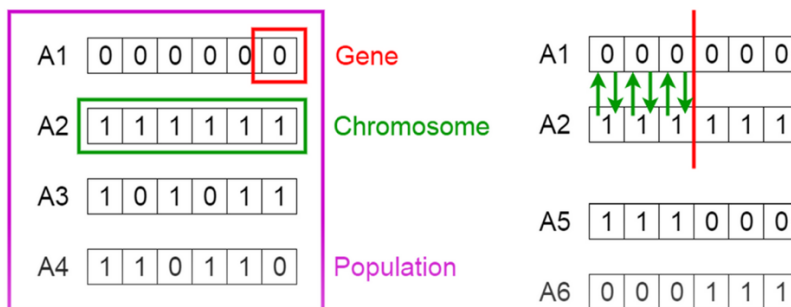 A1 0 0 0 0 0 0 Gene
A2 1 1 1 1 1 1 Chromosome
A3 1 0 1 0 1 1
A4 1 1 0 1 1 0 Population
A1 0 0 0 0 0 0
A2 1 1 1 1 1 1
A5 1 1 1 0 0 0
A6 0 0 0 1 1 1